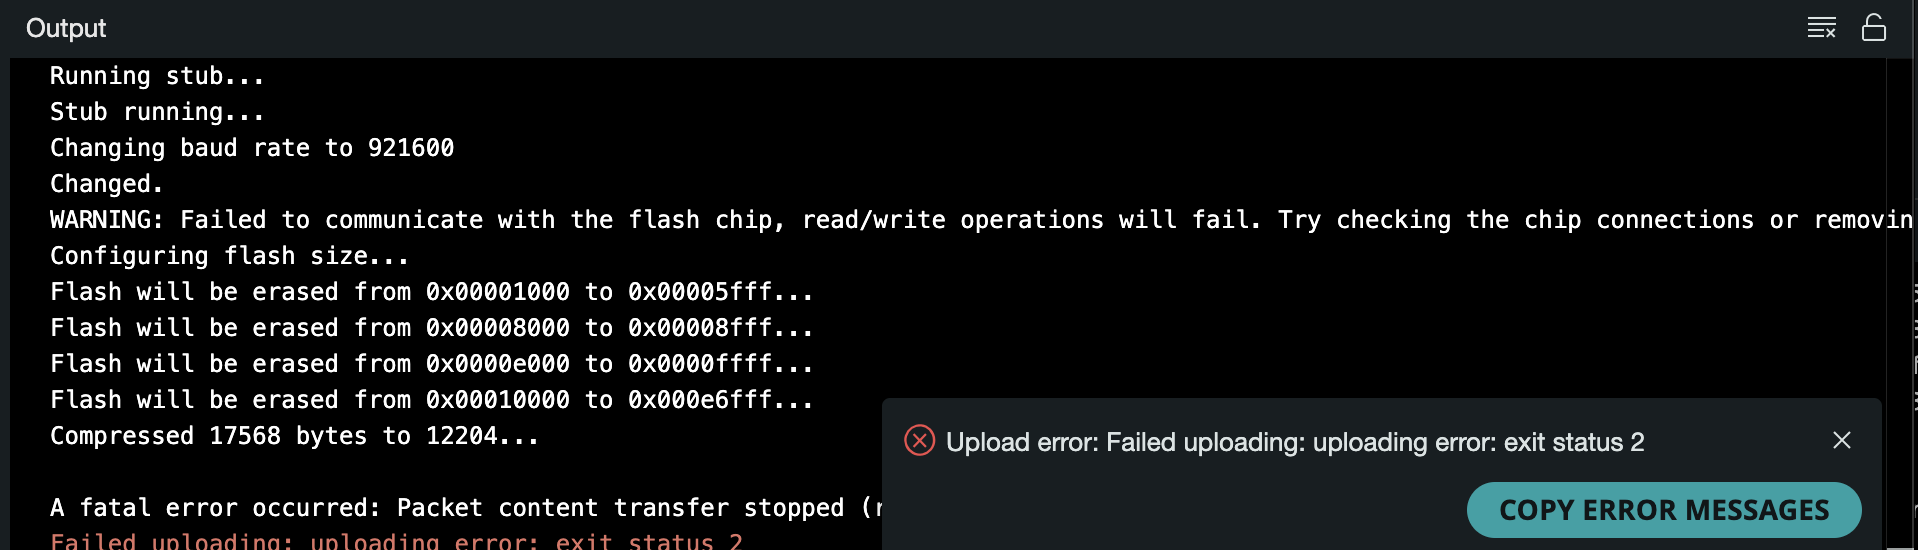 Output
Running stub...
Stub running...
Changing baud rate to 921600
Changed.
WARNING: Failed to communicate with the flash chip, read/write operations will fail. Try checking the chip connections or removin
Configuring flash size...
Flash will be erased from 0x00001000 to 0x00005fff...
Flash will be erased from 0x00008000 to 0x00008fff...
Flash will be erased from 0x0000e000 to 0x0000ffff...
Flash will be erased from 0x00010000 to 0x000e6fff...
Compressed 17568 bytes to 12204...
A fatal error occurred: Packet content transfer stopped (r
Failed uploading: uploading error: exit status 2
Upload error: Failed uploading: uploading error: exit status 2
COPY ERROR MESSAGES